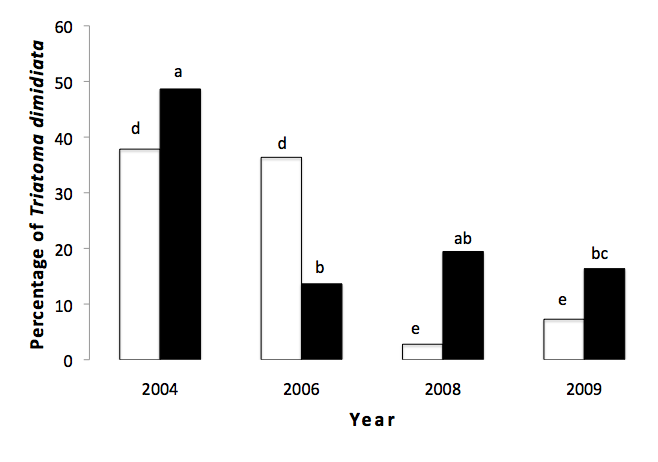 Percentage of Triatoma dimidiata
60
50
40
30
20
10
0
d
a
d
b
e
ab
e
bc
2004
2006
2008
2009
Year